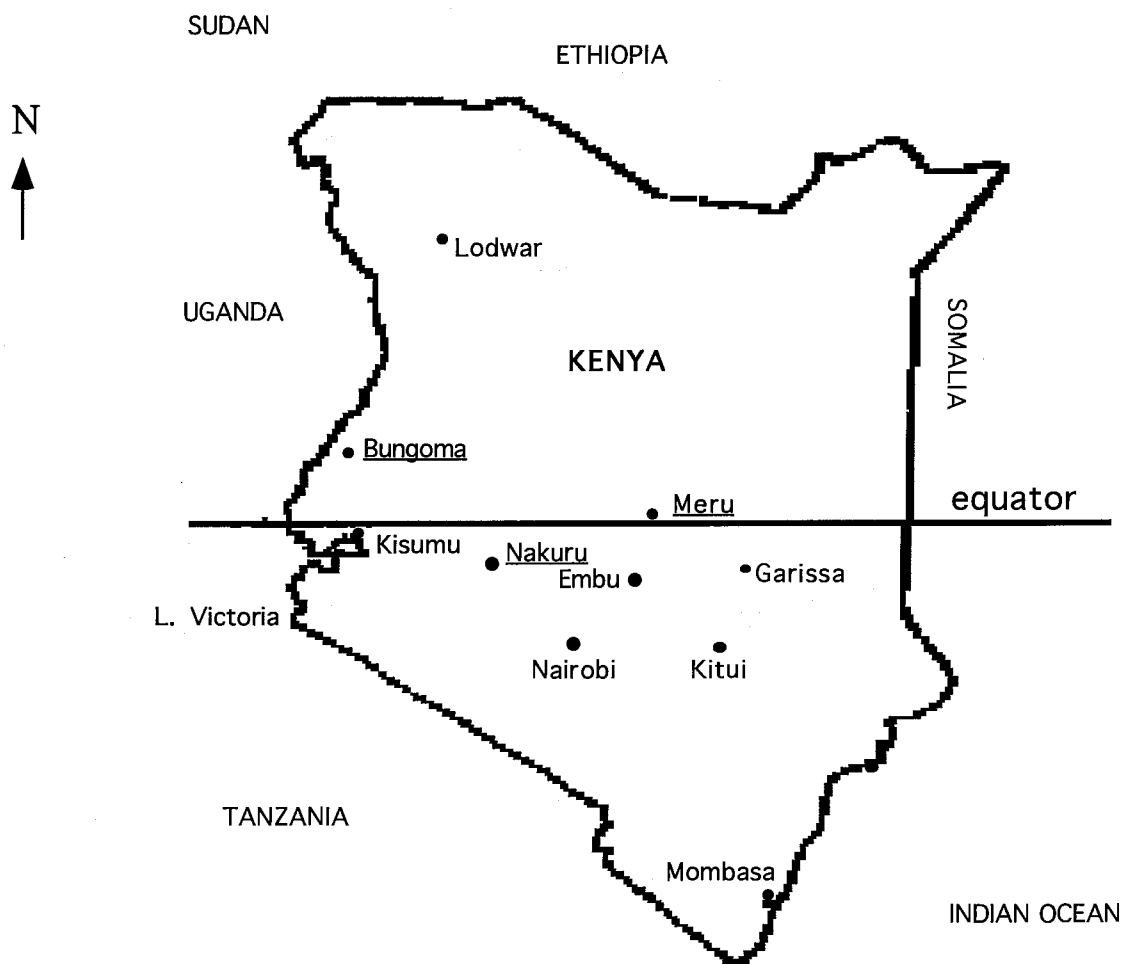 SUDAN
ETHIOPIA
N
Lodwar
UGANDA
SOMALIA
KENYA
Bungoma
Meru
equator
Kisumu
Nakuru
Embu
Garissa
L. Victoria
Nairobi
Kitui
TANZANIA
Mombasa
INDIAN OCEAN